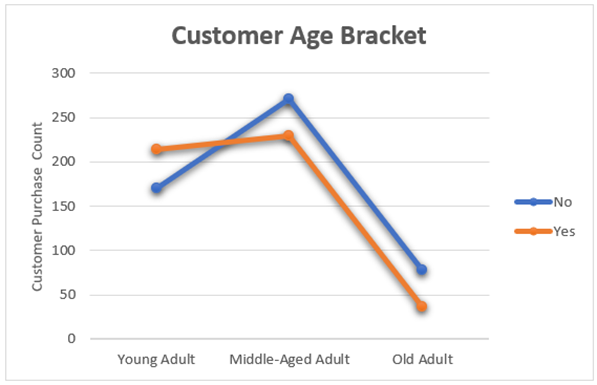 Customer Age Bracket
Customer Purchase Count
300
250
200
150
100
50
0
Young Adult
Middle-Aged Adult
Old Adult
No
Yes